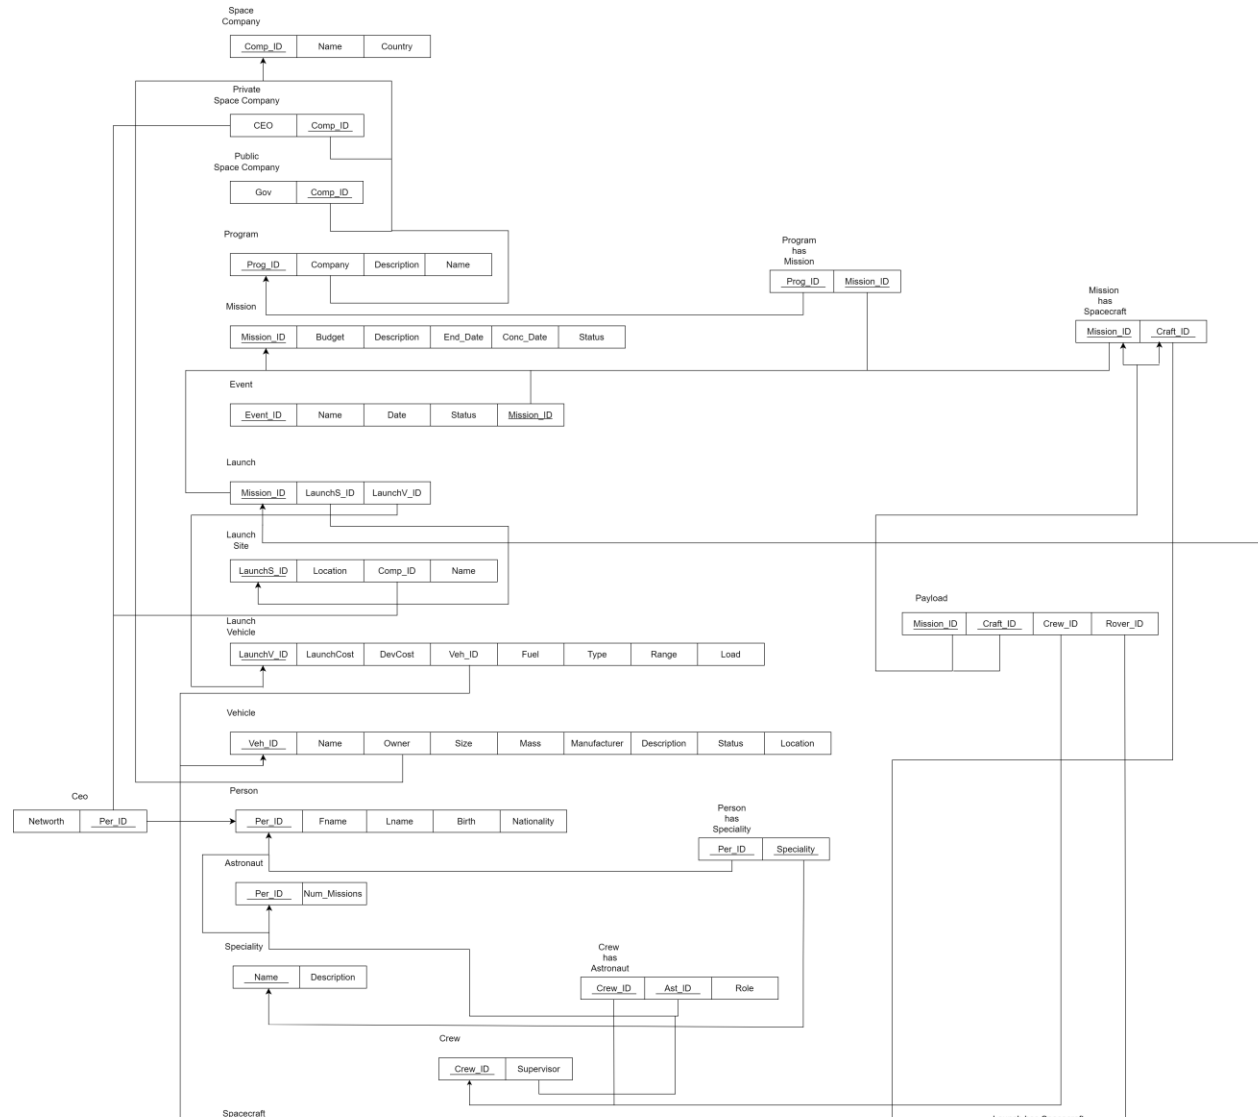 Space
Company
Comp_ID Name Country
Private
Space Company
CEO Comp_ID
Public
Space Company
Gov Comp_ID
Program
Prog_ID Company Description Name
Program
has
Mission
Prog_ID Mission_ID
Mission
has
Spacecraft
Mission_ID Craft_ID
Mission
Mission_ID Budget Description End_Date Conc_Date Status
Event
Event_ID Name Date Status Mission_ID
Launch
Mission_ID LaunchS_ID LaunchV_ID
Launch
Site
LaunchS_ID Location Comp_ID Name
Payload
Mission_ID Craft_ID Crew_ID Rover_ID
Launch
Vehicle
LaunchV_ID LaunchCost DevCost Veh_ID Fuel Type Range Load
Vehicle
Veh_ID Name Owner Size Mass Manufacturer Description Status Location
Ceo
Networth Per_ID
Person
Per_ID Fname Lname Birth Nationality
Person
has
Speciality
Per_ID Speciality
Astronaut
Per_ID Num_Missions
Speciality
Name Description
Crew
has
Astronaut
Crew_ID Ast_ID Role
Crew
Crew_ID Supervisor
Spacecraft